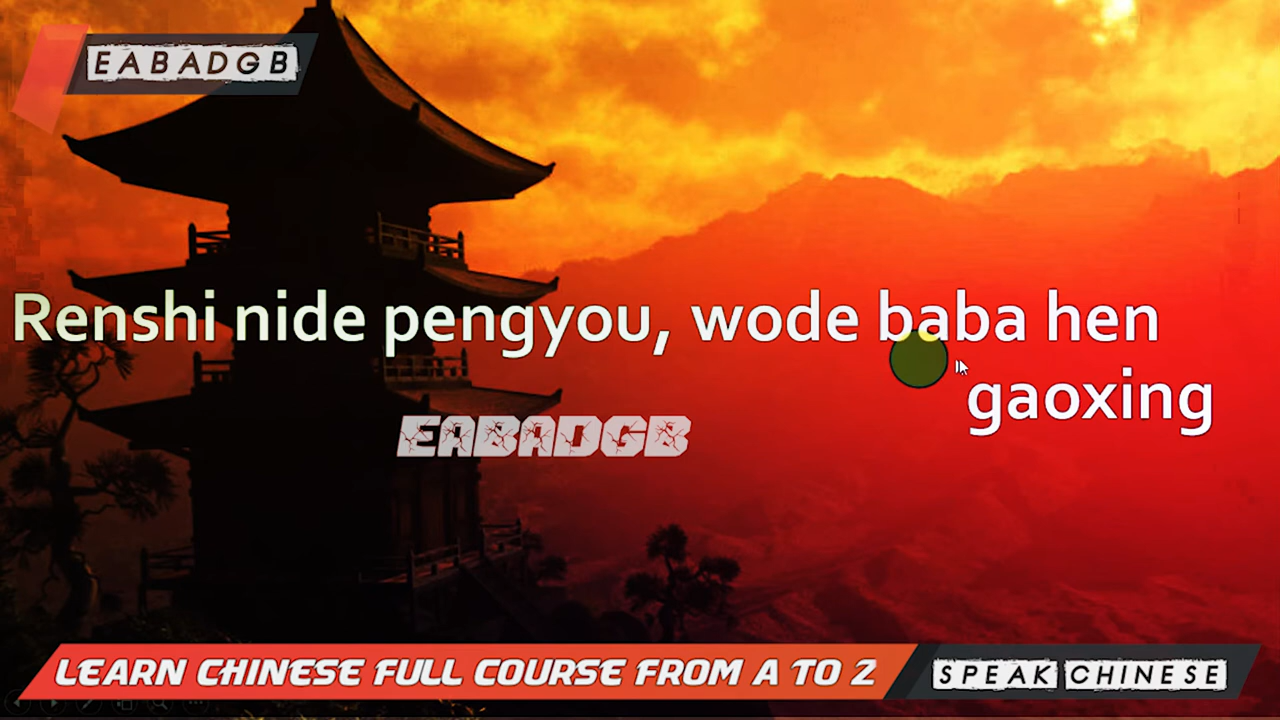 EABADGB
Renshi nide pengyou, wode baba hen
gaoxing
EABADGB
LEARN CHINESE FULL COURSE FROM A TO Z
SPEAK CHINESE